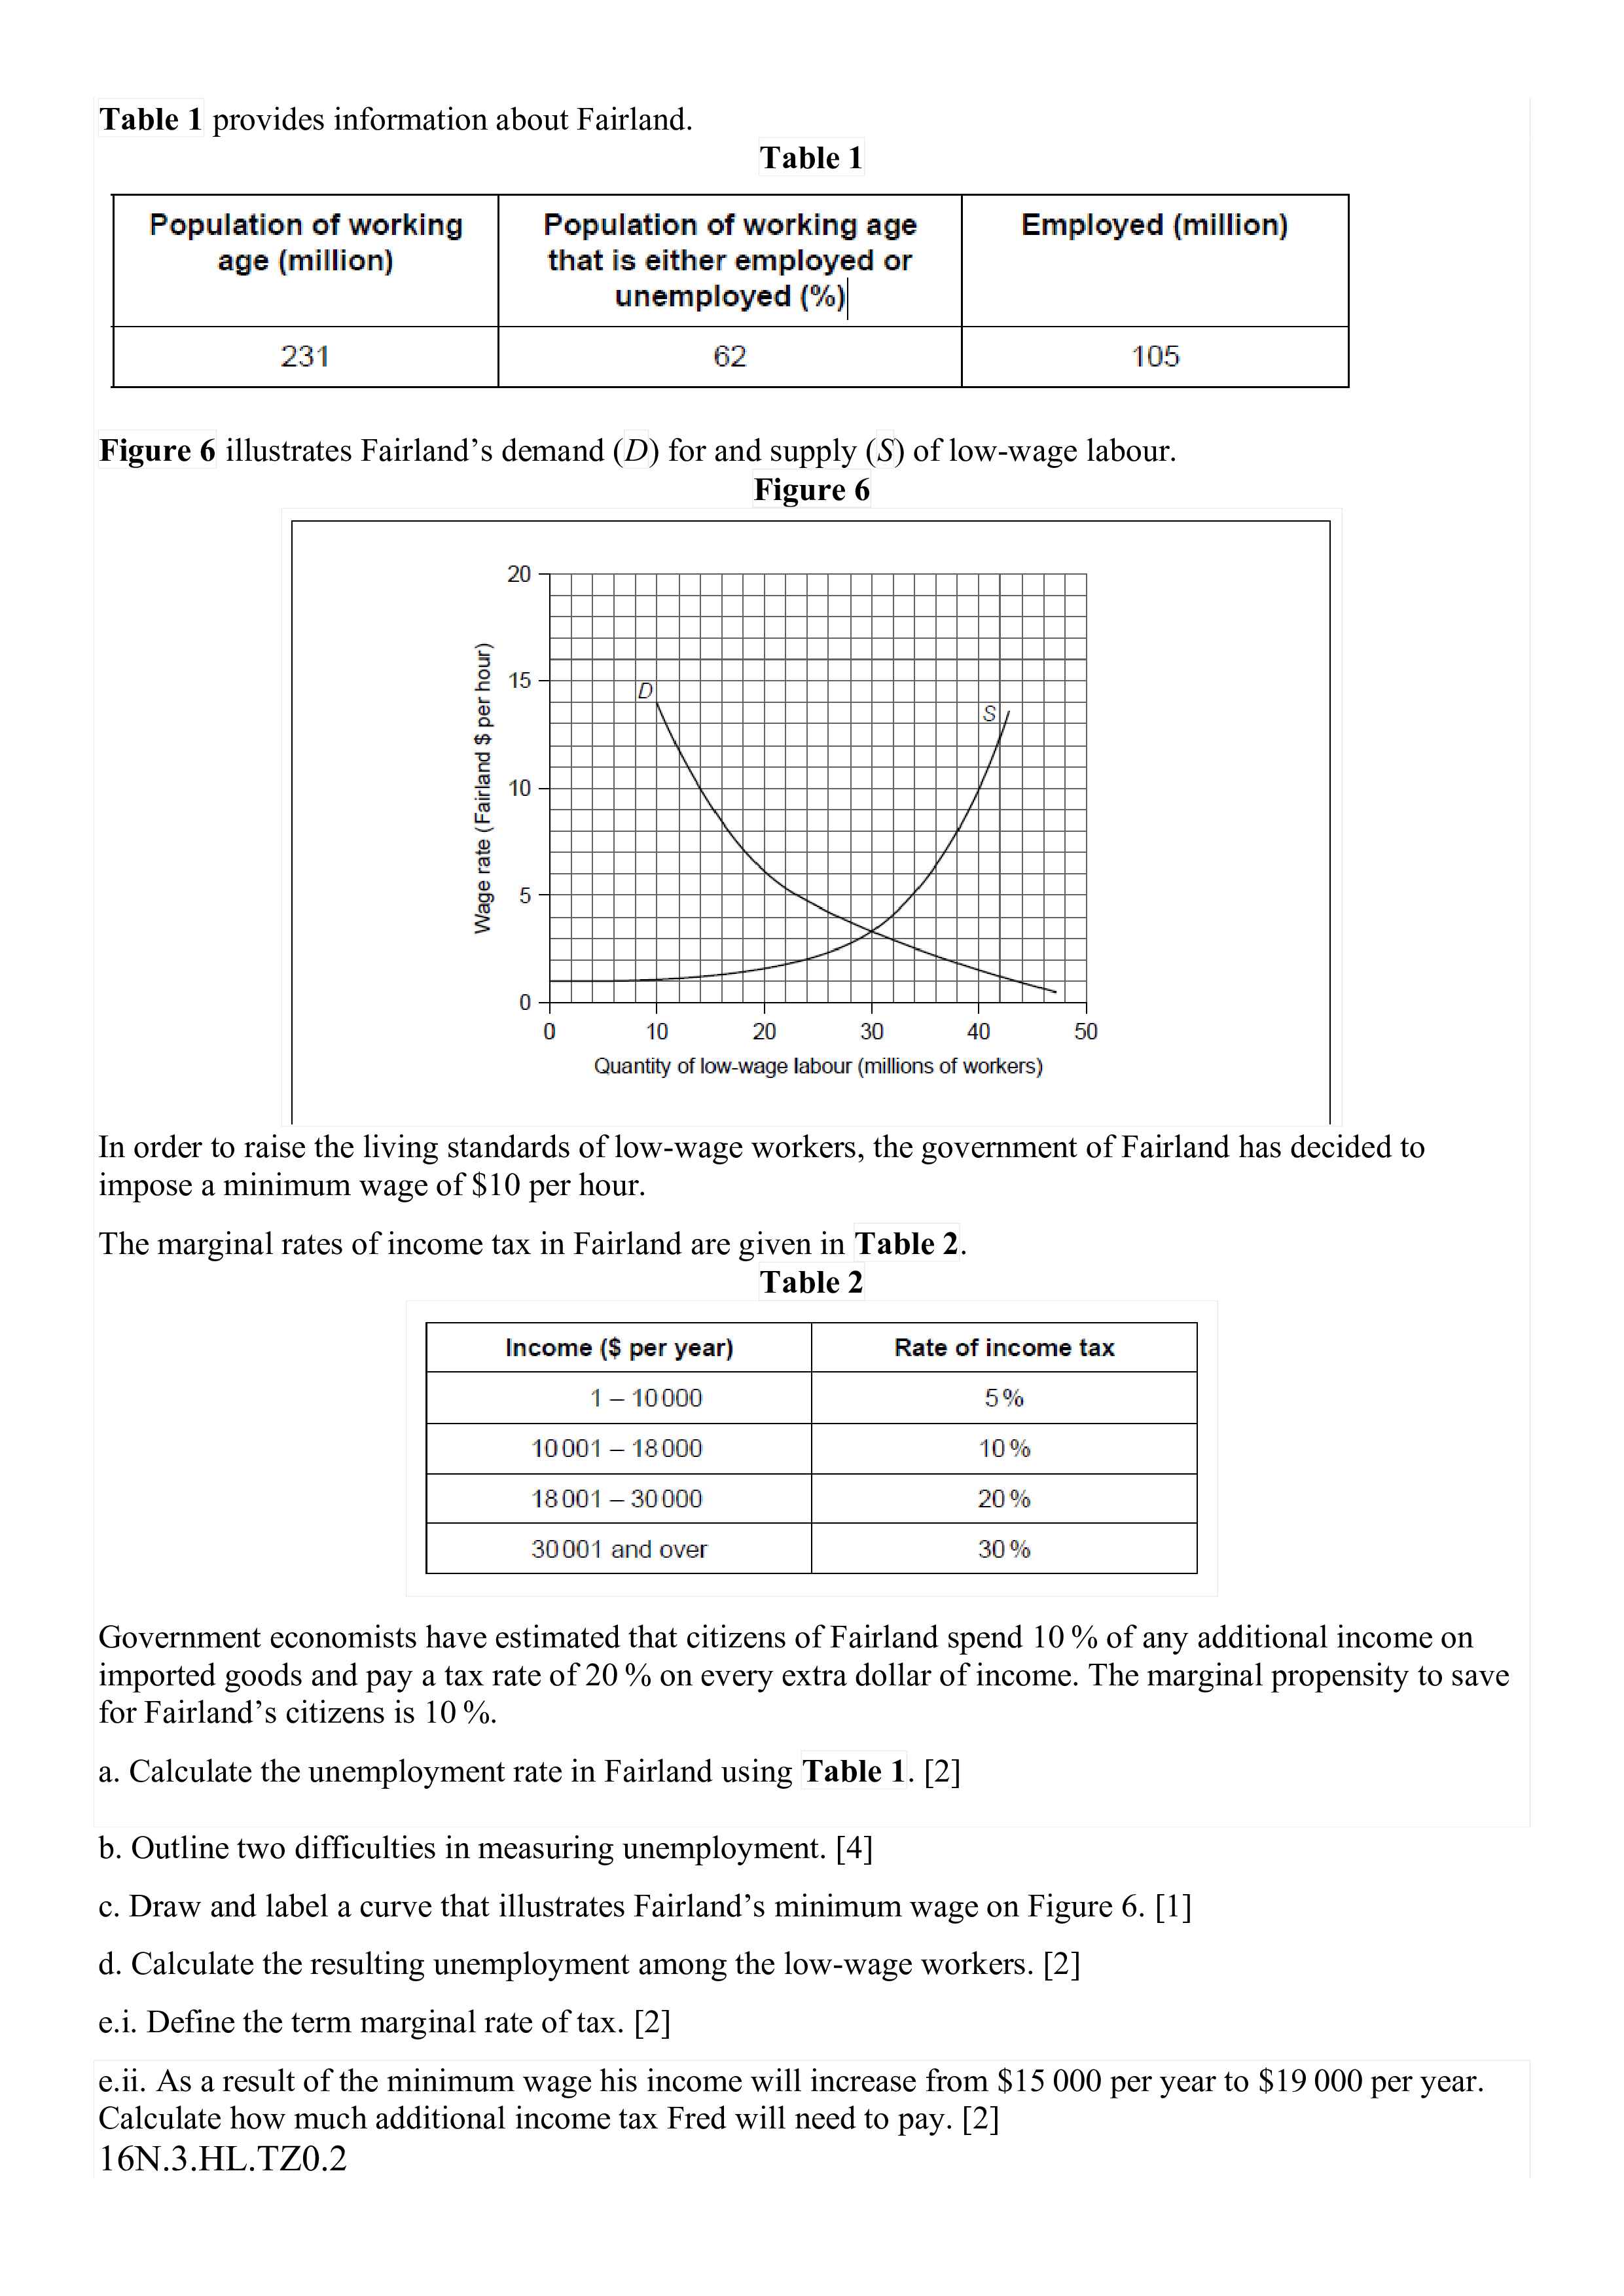 Table 1 provides information about Fairland.
Table 1
Population of working age (million)
Population of working age that is either employed or unemployed (%)
Employed (million)
231
62
105
Figure 6 illustrates Fairland’s demand (D) for and supply (S) of low-wage labour.
Figure 6
20
15
10
5
0
Wage rate (Fairland $ per hour)
D
S
0
10
20
30
40
50
Quantity of low-wage labour (millions of workers)
In order to raise the living standards of low-wage workers, the government of Fairland has decided to
impose a minimum wage of $10 per hour.
The marginal rates of income tax in Fairland are given in Table 2.
Table 2
Income ($ per year)
Rate of income tax
1 – 10 000
5 %
10 001 – 18 000
10 %
18 001 – 30 000
20 %
30 001 and over
30 %
Government economists have estimated that citizens of Fairland spend 10 % of any additional income on
imported goods and pay a tax rate of 20 % on every extra dollar of income. The marginal propensity to save
for Fairland’s citizens is 10 %.
a. Calculate the unemployment rate in Fairland using Table 1. [2]
b. Outline two difficulties in measuring unemployment. [4]
c. Draw and label a curve that illustrates Fairland’s minimum wage on Figure 6. [1]
d. Calculate the resulting unemployment among the low-wage workers. [2]
e.i. Define the term marginal rate of tax. [2]
e.ii. As a result of the minimum wage his income will increase from $15 000 per year to $19 000 per year.
Calculate how much additional income tax Fred will need to pay. [2]
16N.3.HL.TZ0.2